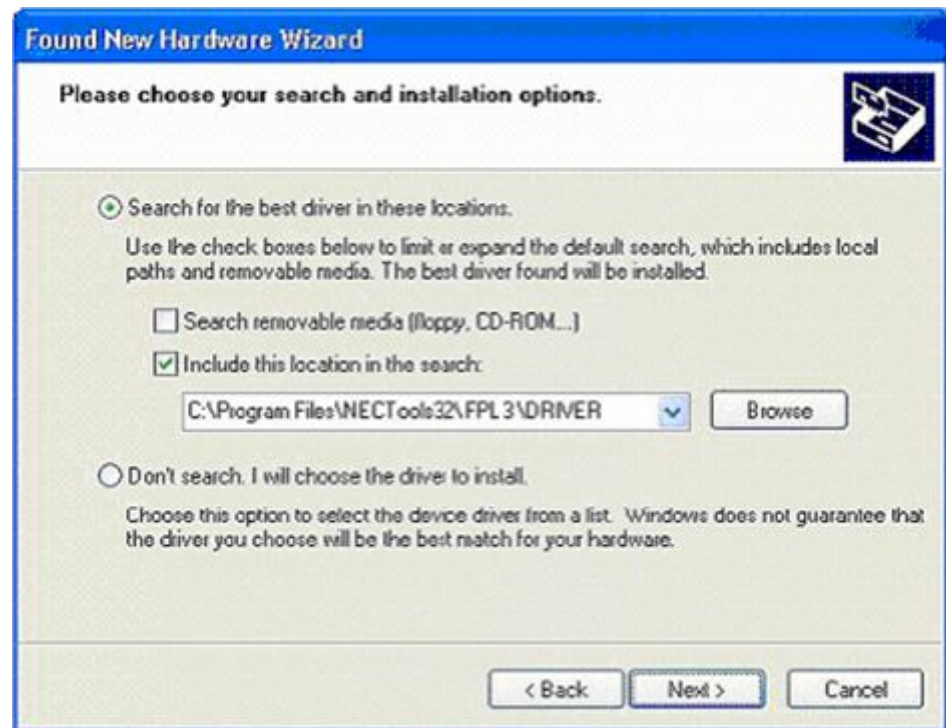 Found New Hardware Wizard
Please choose your search and installation options.
Search for the best driver in these locations.
Use the check boxes below to limit or expand the default search, which includes local
paths and removable media. The best driver found will be installed.
Search removable media (floppy, CD-ROM...)
Include this location in the search:
C:\Program Files\NECTools32\FPL3\DRIVER
Browse
Don't search. I will choose the driver to install.
Choose this option to select the device driver from a list. Windows does not guarantee that
the driver you choose will be the best match for your hardware.
< Back
Next >
Cancel